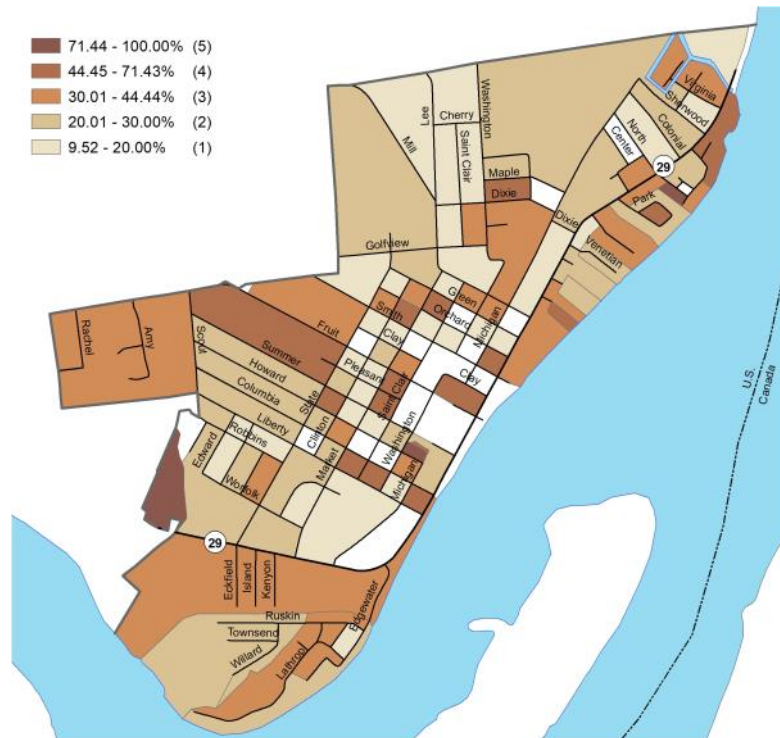 71.44 - 100.00% (5)
44.45 - 71.43% (4)
30.01 - 44.44% (3)
20.01 - 30.00% (2)
9.52 - 20.00% (1)
Virginia
Sherwood
Colonial
North
Center
29
Park
Lee
Washington
Cherry
Saint Clair
Mill
Maple
Dixie
Dixie
Venetian
Golfview
Green
Smith
Orchard
Michigan
Fruit
Clay
Rachel
Amy
Scout
Summer
Pleasant
Clay
Howard
Saint Clair
Columbia
State
U.S.
Canada
Liberty
Clinton
Washington
Robbins
Edward
Market
Michigan
Worfolk
29
Eckfield
Island
Kenyon
Edgewater
Ruskin
Townsend
Willard
Lathrop